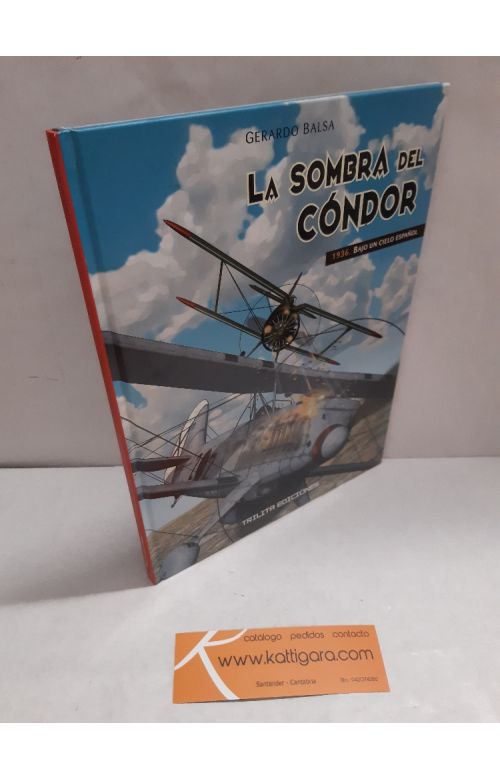 GERARDO BALSA
LA SOMBRA DEL
CÓNDOR
1936. BAJO UN CIELO ESPAÑOL
TRILITA EDICIONES
catálogo pedidos contacto
www.kattigara.com
Santander - Cantabria